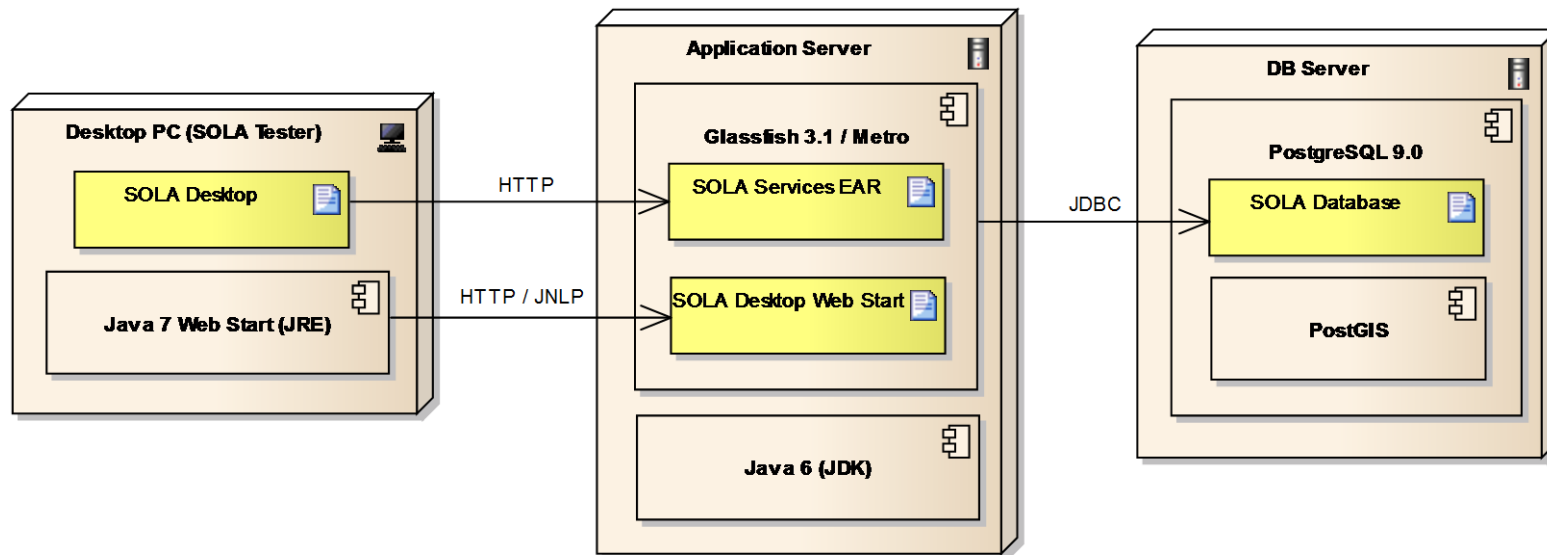 Desktop PC (SOLA Tester)
SOLA Desktop
Java 7 Web Start (JRE)
HTTP
HTTP / JNLP
Application Server
Glassfish 3.1 / Metro
SOLA Services EAR
SOLA Desktop Web Start
Java 6 (JDK)
JDBC
DB Server
PostgreSQL 9.0
SOLA Database
PostGIS